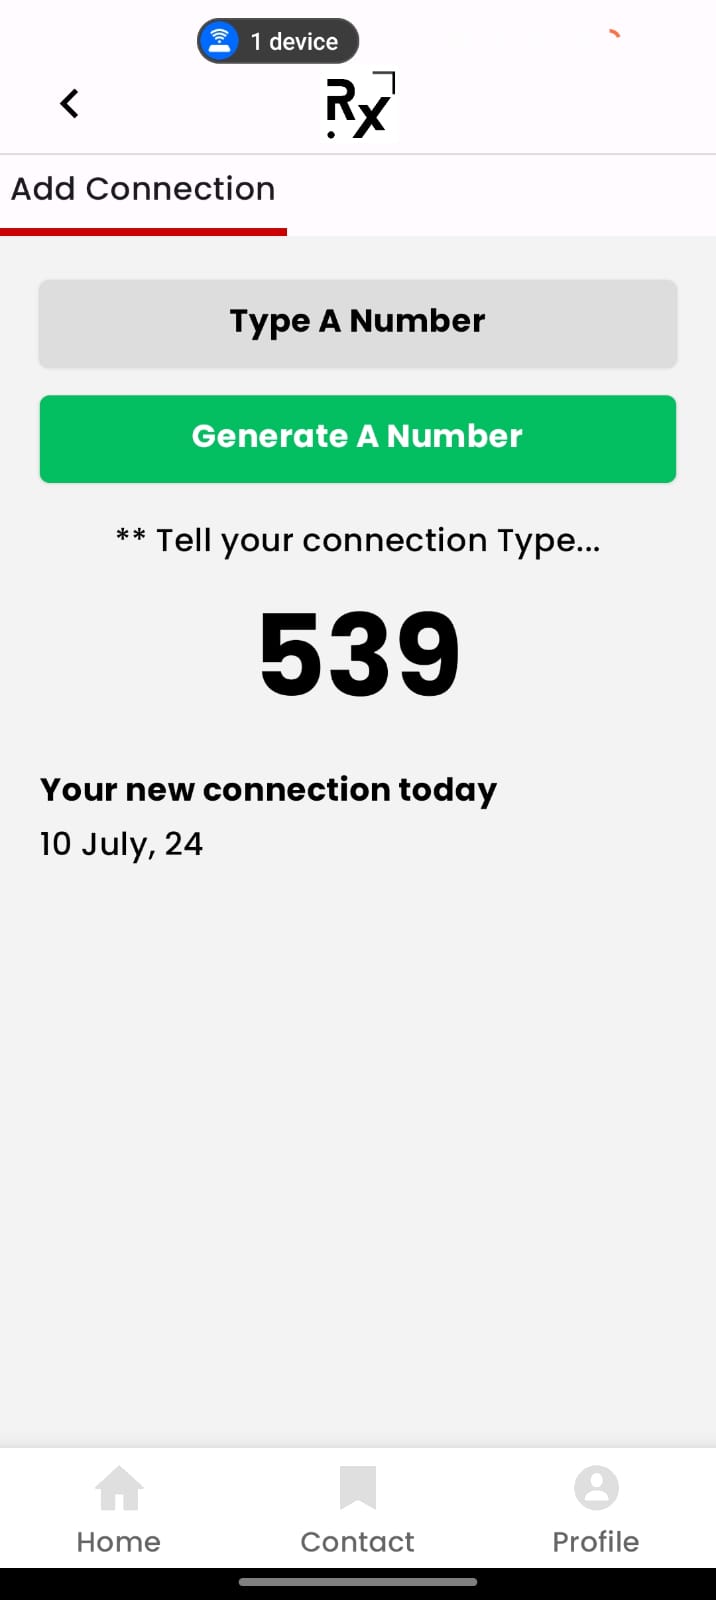 1 device
Rx
Add Connection
Type A Number
Generate A Number
** Tell your connection Type...
539
Your new connection today
10 July, 24
Home
Contact
Profile